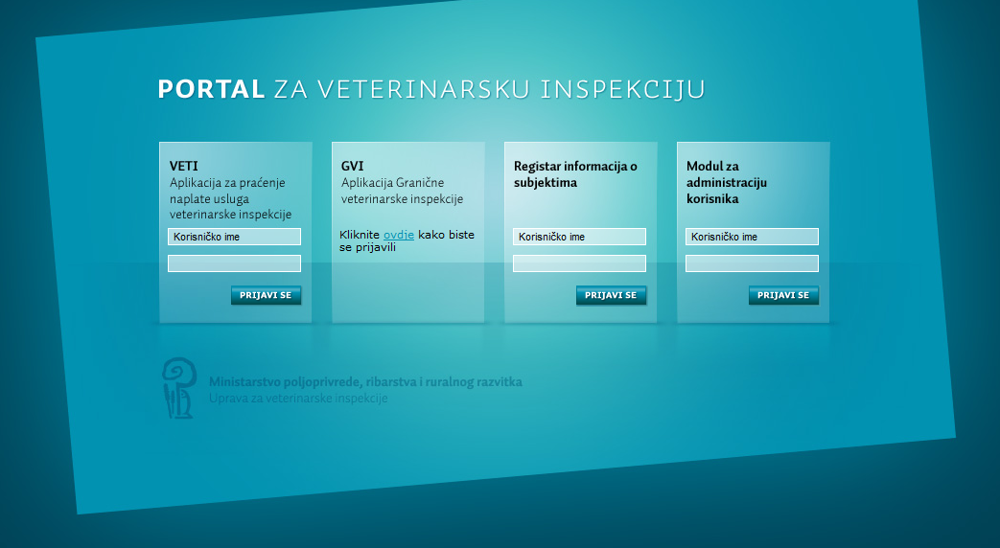 PORTAL ZA VETERINARSKU INSPEKCIJU
VETI
Aplikacija za praćenje
naplate usluga
veterinarske inspekcije
Korisničko ime
PRIJAVI SE
GVI
Aplikacija Granične
veterinarske inspekcije
Kliknite ovdje kako biste
se prijavili
Registar informacija o
subjektima
Korisničko ime
PRIJAVI SE
Modul za
administraciju
korisnika
Korisničko ime
PRIJAVI SE
Ministarstvo poljoprivrede, ribarstva i ruralnog razvitka
Uprava za veterinarske inspekcije